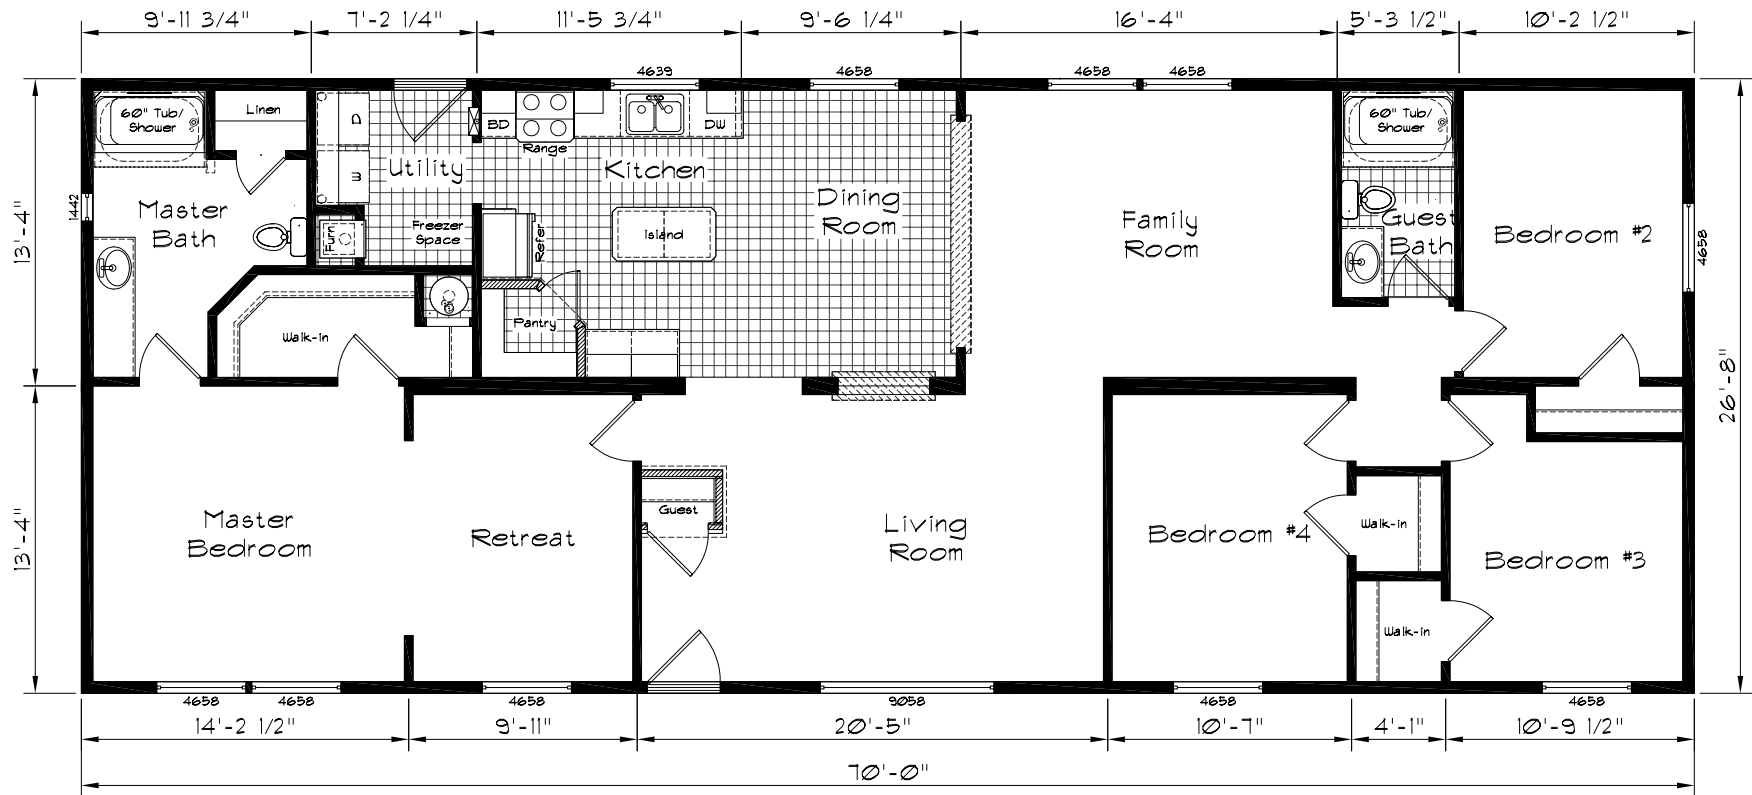 9'-11 3/4"
7'-2 1/4"
11'-5 3/4"
9'-6 1/4"
16'-4"
5'-3 1/2"
10'-2 1/2"
4639
4658
4658
4658
60" Tub/
Shower
Linen
D
W
BD
Range
DW
Utility
Kitchen
Dining
Room
Family
Room
60" Tub/
Shower
Guest
Bath
Bedroom #2
4658
1442
Master
Bath
Furn
Freezer
Space
Refer
Island
Pantry
Walk-in
13'-4"
26'-8"
13'-4"
Master
Bedroom
Retreat
Guest
Living
Room
Bedroom #4
Walk-in
Bedroom #3
Walk-in
4658
4658
4658
9058
4658
4658
14'-2 1/2"
9'-11"
20'-5"
10'-7"
4'-1"
10'-9 1/2"
70'-0"